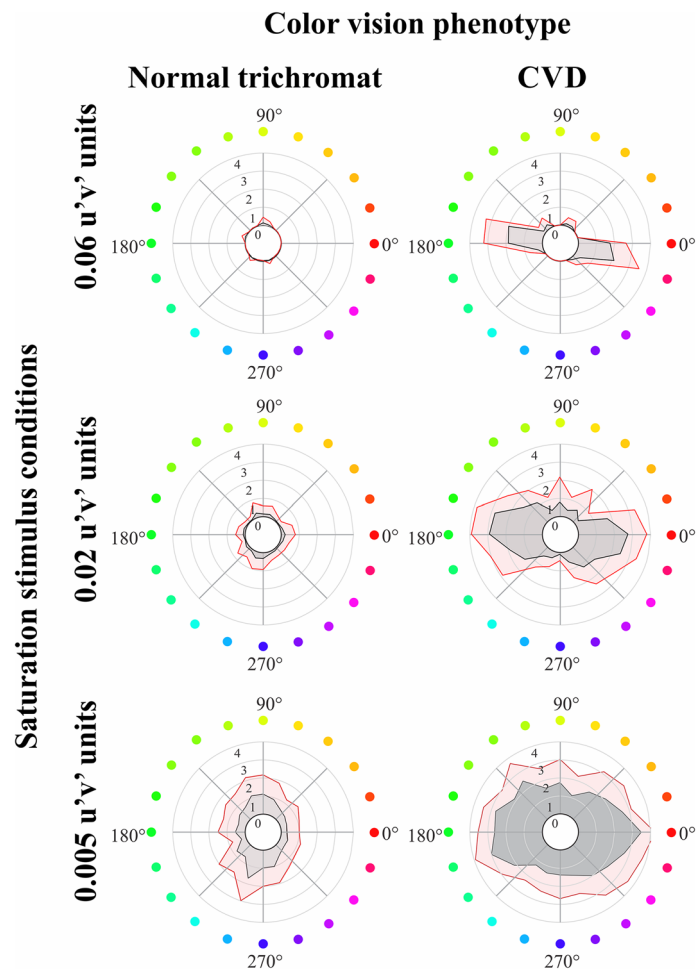 Color vision phenotype
Normal trichromat CVD
Saturation stimulus conditions
0.06 u'v' units
90° 90°
4 4
3 3
2 2
1 1
0 0
180° 0° 180° 0°
270° 270°
0.02 u'v' units
90° 90°
4 4
3 3
2 2
1 1
0 0
180° 0° 180° 0°
270° 270°
0.005 u'v' units
90° 90°
4 4
3 3
2 2
1 1
0 0
180° 0° 180° 0°
270° 270°